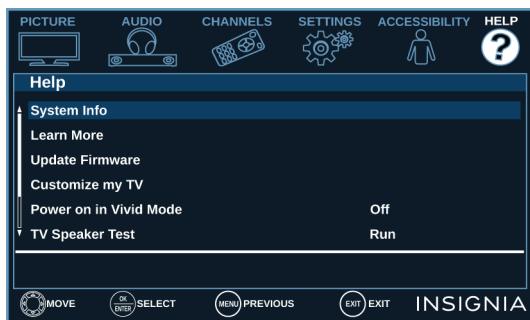 PICTURE AUDIO CHANNELS SETTINGS ACCESSIBILITY HELP
?
Help
System Info
Learn More
Update Firmware
Customize my TV
Power on in Vivid Mode Off
TV Speaker Test Run
MOVE OK ENTER SELECT MENU PREVIOUS EXIT EXIT INSIGNIA